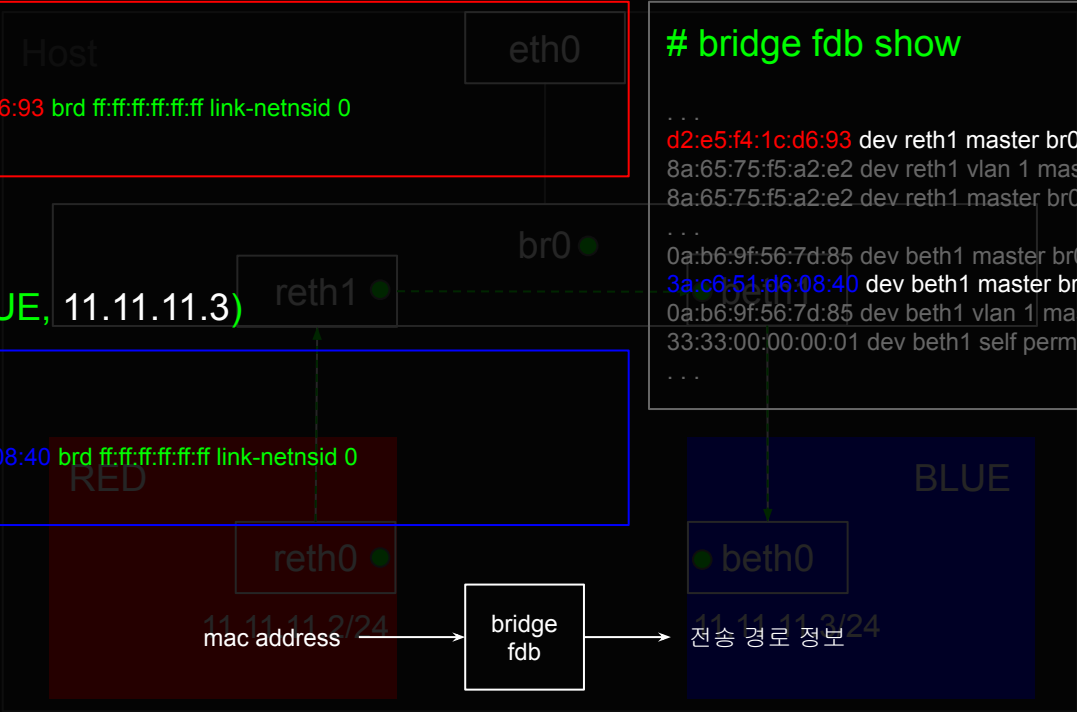 Host
eth0
6:93 brd ff:ff:ff:ff:ff:ff link-netnsid 0
# bridge fdb show
. . .
d2:e5:f4:1c:d6:93 dev reth1 master br0
8a:65:75:f5:a2:e2 dev reth1 vlan 1 mas
8a:65:75:f5:a2:e2 dev reth1 master br0
. . .
0a:b6:9f:56:7d:85 dev beth1 master br0
3a:c6:51:d6:08:40 dev beth1 master br
0a:b6:9f:56:7d:85 dev beth1 vlan 1 ma
33:33:00:00:00:01 dev beth1 self perm
. . .
br0
reth1
beth1
UE, 11.11.11.3)
08:40 brd ff:ff:ff:ff:ff:ff link-netnsid 0
RED
BLUE
reth0
beth0
11.11.11.2/24
11.11.11.3/24
mac address
bridge
fdb
전송 경로 정보